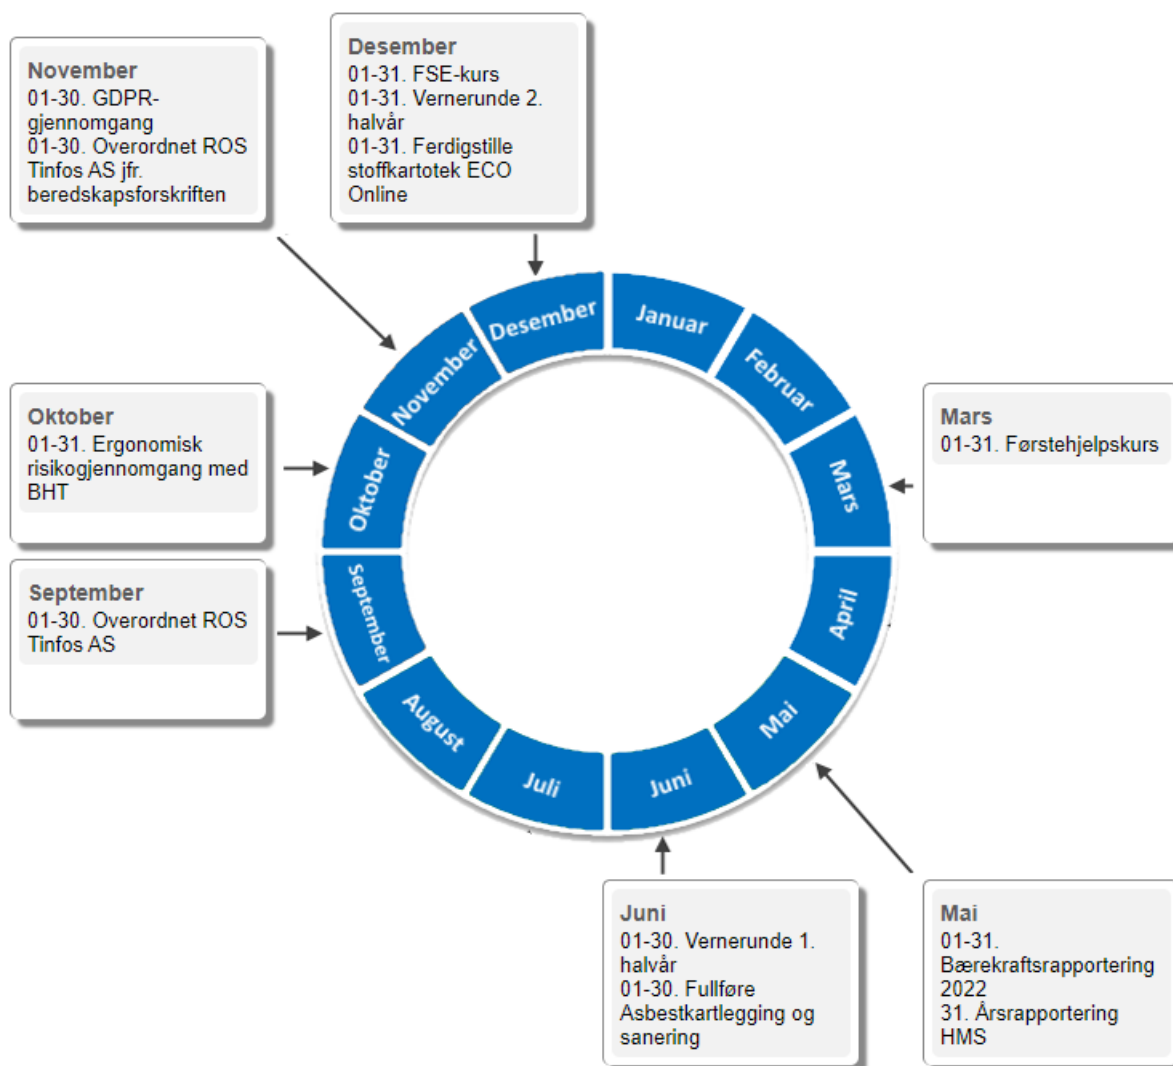 Desember
01-31. FSE-kurs
01-31. Vernerunde 2.
halvår
01-31. Ferdigstille
stoffkartotek ECO
Online
November
01-30. GDPR-
gjennomgang
01-30. Overordnet ROS
Tinfos AS jfr.
beredskapsforskriften
Oktober
01-31. Ergonomisk
risikogjennomgang med
BHT
September
01-30. Overordnet ROS
Tinfos AS
Januar
Februar
Mars
April
Mai
Juni
Juli
August
September
Oktober
November
Desember
Mars
01-31. Førstehjelpskurs
Juni
01-30. Vernerunde 1.
halvår
01-30. Fullføre
Asbestkartlegging og
sanering
Mai
01-31.
Bærekraftsrapportering
2022
31. Årsrapportering
HMS